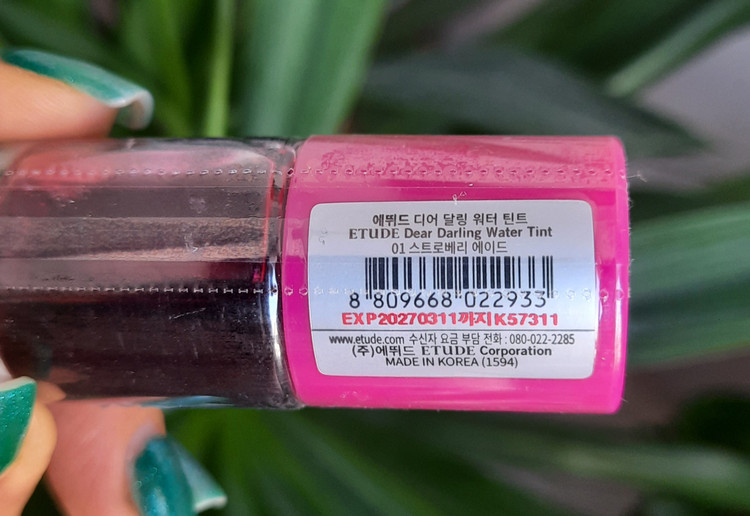 에뛰드 디어 달링 워터 틴트
ETUDE Dear Darling Water Tint
01 스트로베리 에이드
8 809668 022933
EXP20270311까지K57311
www.etude.com 수신자 요금 부담 전화 : 080-022-2285
(주)에뛰드 ETUDE Corporation
MADE IN KOREA (1594)